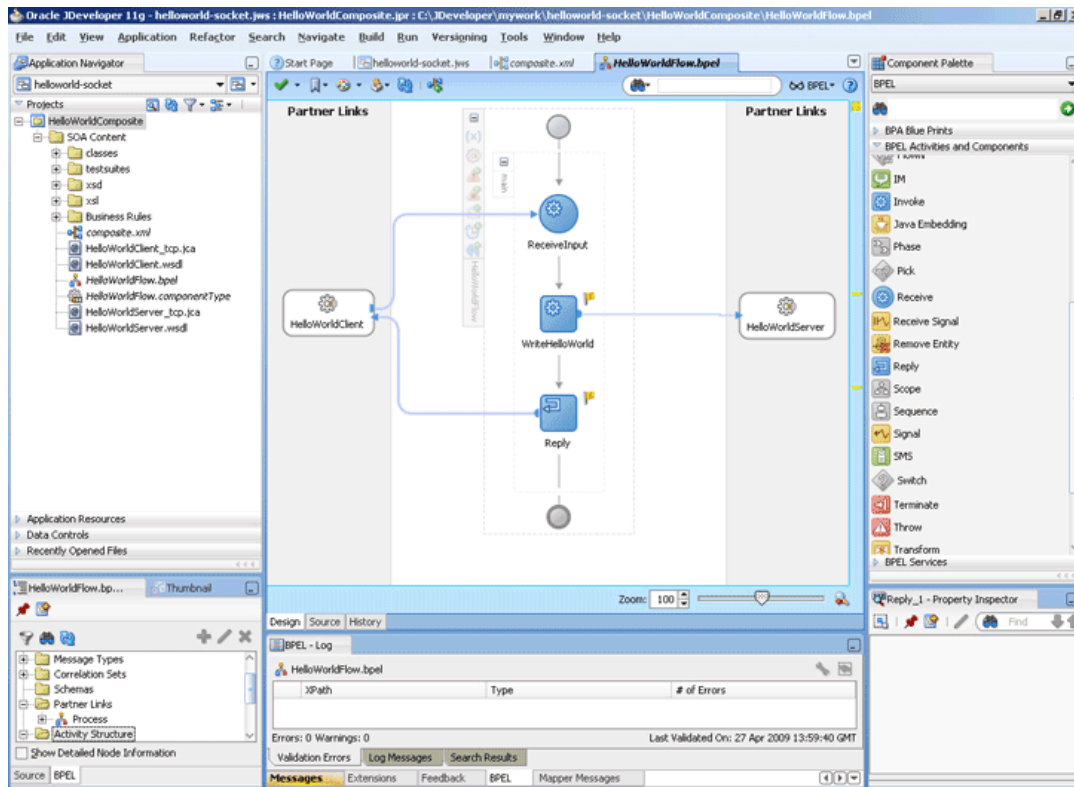 Oracle JDeveloper 11g - helloworld-socket.jws : HelloWorldComposite.jpr : C:\JDeveloper\mywork\helloworld-socket\HelloWorldComposite\HelloWorldFlow.bpel
File Edit View Application Refactor Search Navigate Build Run Versioning Tools Window Help
Application Navigator
helloworld-socket
Projects
HelloWorldComposite
SOA Content
classes
testsuites
xsd
xsl
Business Rules
composite.xml
HelloWorldClient_tcp.jca
HelloWorldClient.wsdl
HelloWorldFlow.bpel
HelloWorldFlow.componentType
HelloWorldServer_tcp.jca
HelloWorldServer.wsdl
Application Resources
Data Controls
Recently Opened Files
HelloWorldFlow.bp... Thumbnail
Message Types
Correlation Sets
Schemas
Partner Links
Process
Activity Structure
Show Detailed Node Information
Source BPEL
Start Page helloworld-socket.jws composite.xml HelloWorldFlow.bpel
BPEL
Partner Links Partner Links
main
HelloWorldFlow
ReceiveInput
HelloWorldClient
WriteHelloWorld
HelloWorldServer
Reply
Zoom: 100
Design Source History
BPEL - Log
HelloWorldFlow.bpel
XPath Type # of Errors
Errors: 0 Warnings: 0 Last Validated On: 27 Apr 2009 13:59:40 GMT
Validation Errors Log Messages Search Results
Messages Extensions Feedback BPEL Mapper Messages
Component Palette
BPEL
BPA Blue Prints
BPEL Activities and Components
IM
Invoke
Java Embedding
Phase
Pick
Receive
Receive Signal
Remove Entity
Reply
Scope
Sequence
Signal
SMS
Switch
Terminate
Throw
Transform
BPEL Services
Reply_1 - Property Inspector
Find